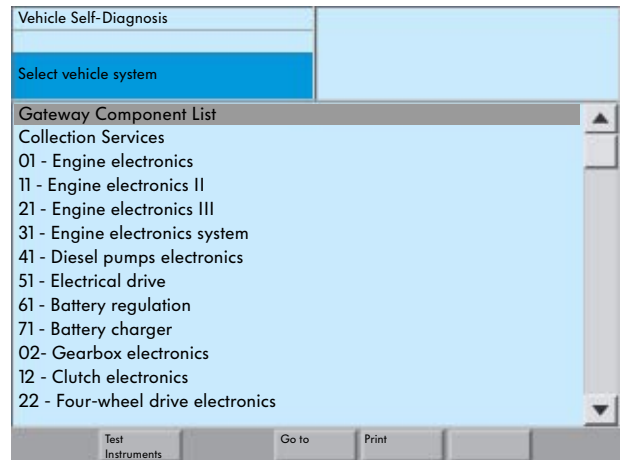 Vehicle Self-Diagnosis
Select vehicle system
Gateway Component List
Collection Services
01 - Engine electronics
11 - Engine electronics II
21 - Engine electronics III
31 - Engine electronics system
41 - Diesel pumps electronics
51 - Electrical drive
61 - Battery regulation
71 - Battery charger
02- Gearbox electronics
12 - Clutch electronics
22 - Four-wheel drive electronics
Test
Instruments
Go to
Print